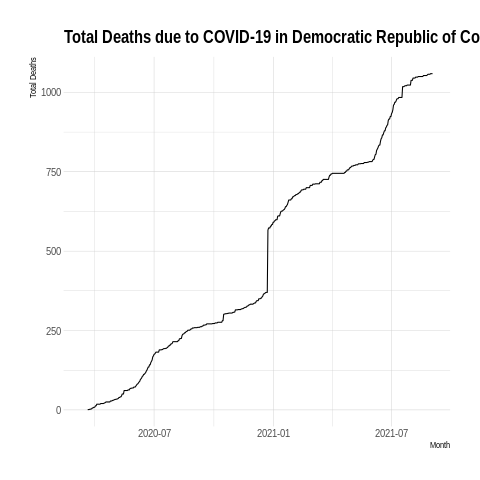 Total Deaths due to COVID-19 in Democratic Republic of Co
Total Deaths
1000
750
500
250
0
2020-07
2021-01
2021-07
Month